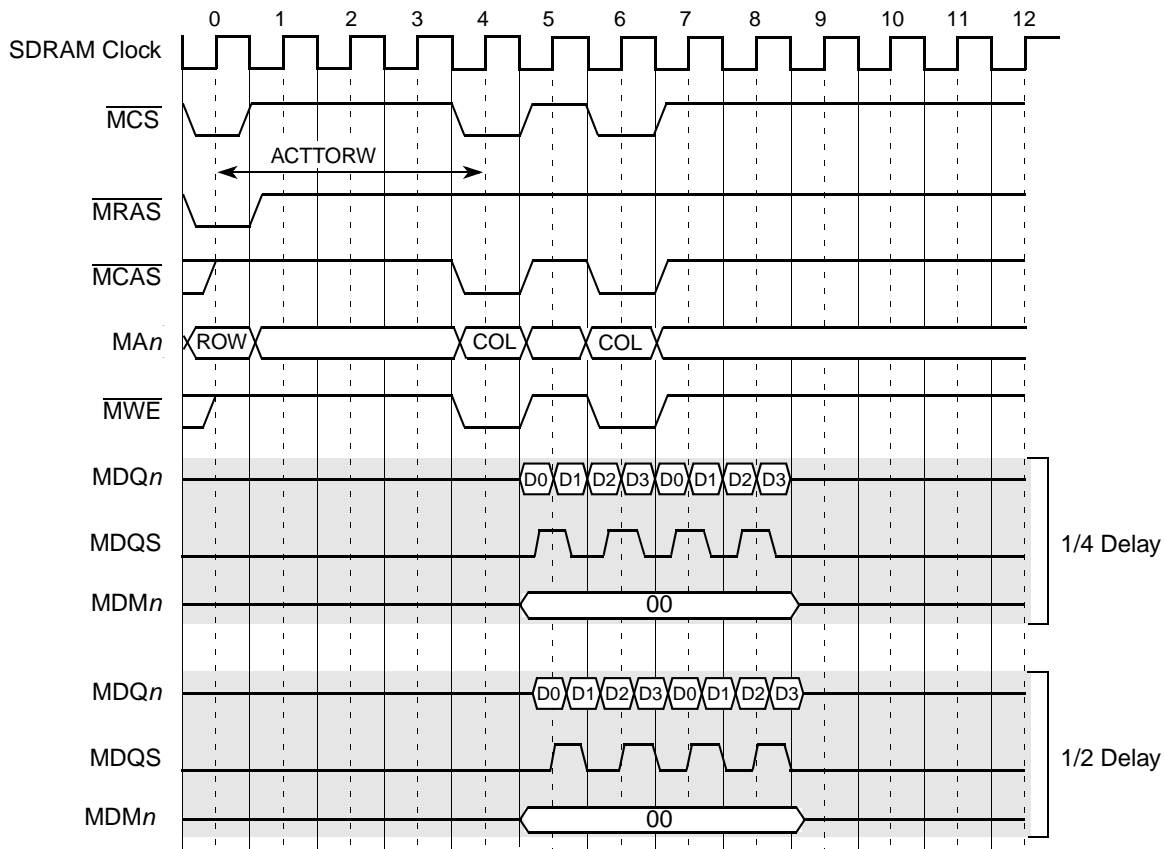 0 1 2 3 4 5 6 7 8 9 10 11 12
SDRAM Clock
MCS
ACTTORW
MRAS
MCAS
MAn ROW COL COL
MWE
MDQn D0 D1 D2 D3 D0 D1 D2 D3
MDQS
1/4 Delay
MDMn 00
MDQn D0 D1 D2 D3 D0 D1 D2 D3
MDQS
1/2 Delay
MDMn 00